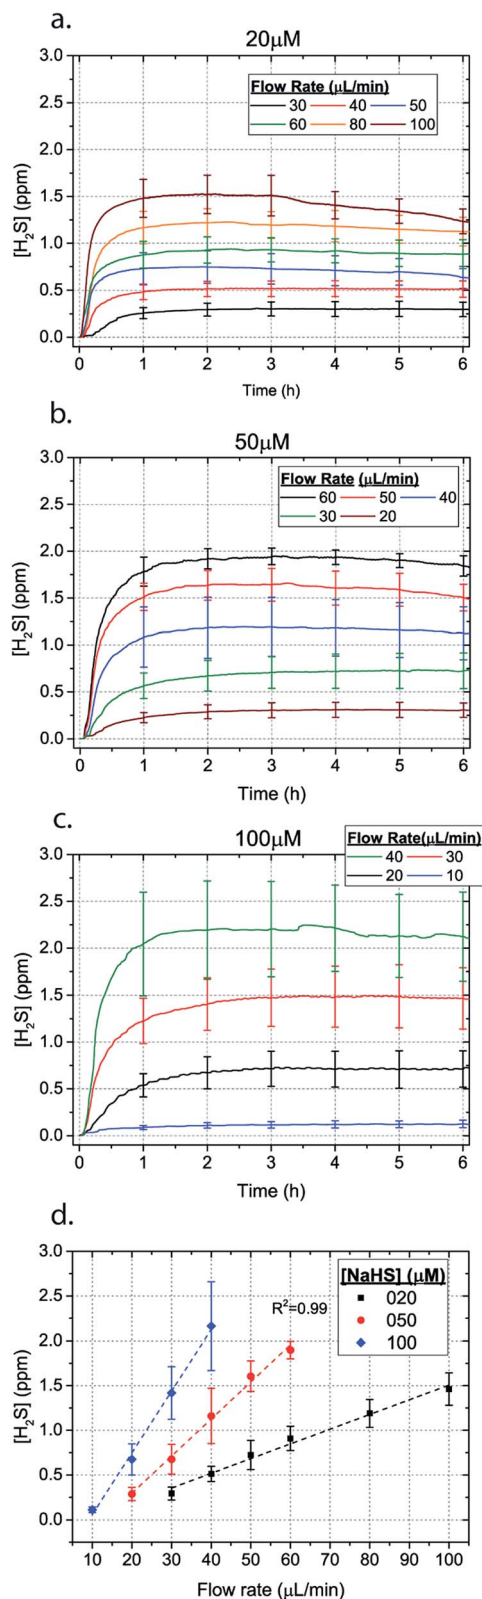 a.
20μM
Flow Rate (μL/min)
30 40 50
60 80 100
3.0
2.5
2.0
1.5
1.0
0.5
0.0
[H₂S] (ppm)
0 1 2 3 4 5 6
Time (h)
b.
50μM
Flow Rate (μL/min)
60 50 40
30 20
3.0
2.5
2.0
1.5
1.0
0.5
0.0
[H₂S] (ppm)
0 1 2 3 4 5 6
Time (h)
c.
100μM
Flow Rate(μL/min)
40 30
20 10
3.0
2.5
2.0
1.5
1.0
0.5
0.0
[H₂S] (ppm)
0 1 2 3 4 5 6
Time (h)
d.
[NaHS] (μM)
020
050
100
R²=0.99
3.0
2.5
2.0
1.5
1.0
0.5
0.0
[H₂S] (ppm)
10 20 30 40 50 60 70 80 90 100
Flow rate (μL/min)